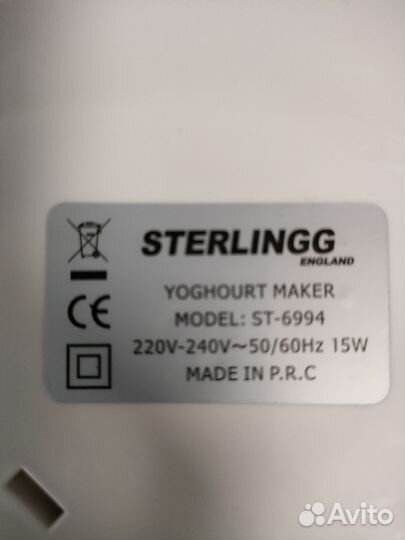 STERLINGG
ENGLAND
YOGHOURT MAKER
MODEL: ST-6994
220V-240V~50/60Hz 15W
MADE IN P.R.C
CE
Avito